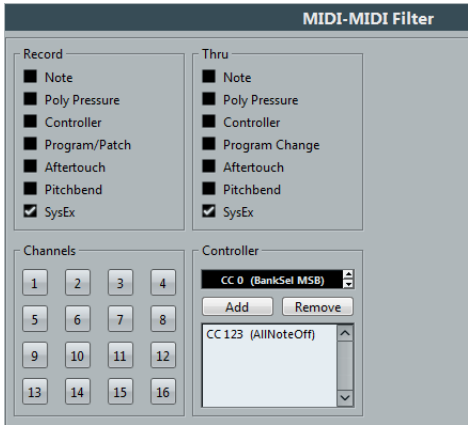 MIDI-MIDI Filter
Record
Note
Poly Pressure
Controller
Program/Patch
Aftertouch
Pitchbend
SysEx
Thru
Note
Poly Pressure
Controller
Program Change
Aftertouch
Pitchbend
SysEx
Channels
1 2 3 4
5 6 7 8
9 10 11 12
13 14 15 16
Controller
CC 0 (BankSel MSB)
Add Remove
CC 123 (AllNoteOff)